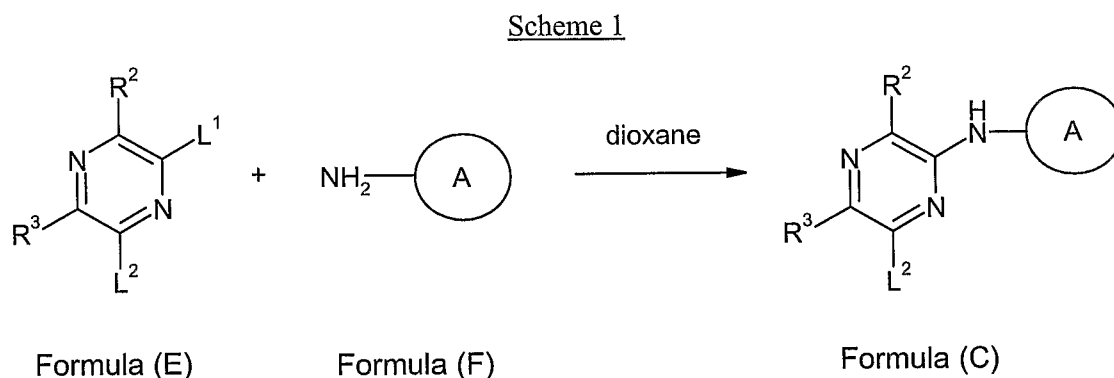 Scheme 1
R² L¹ N N R³ L²
+
NH₂ A
dioxane
R² H N A N N R³ L²
Formula (E) Formula (F) Formula (C)